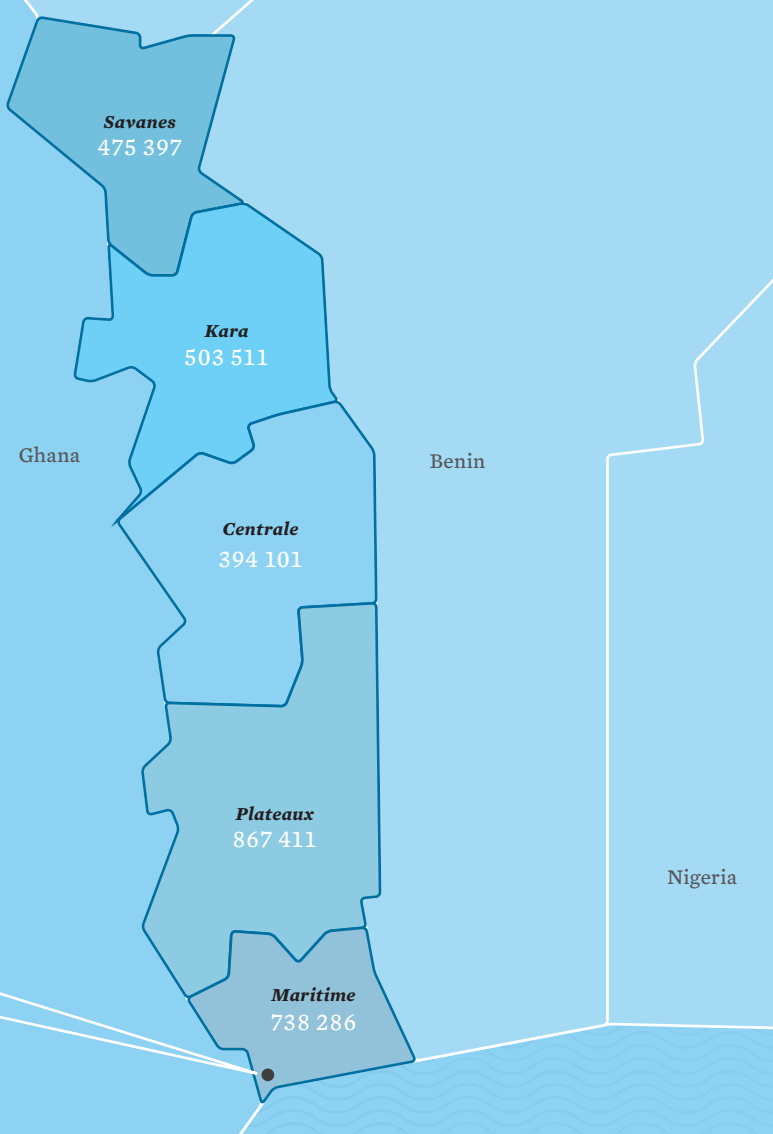 Savanes
475 397
Kara
503 511
Ghana
Benin
Centrale
394 101
Plateaux
867 411
Nigeria
Maritime
738 286